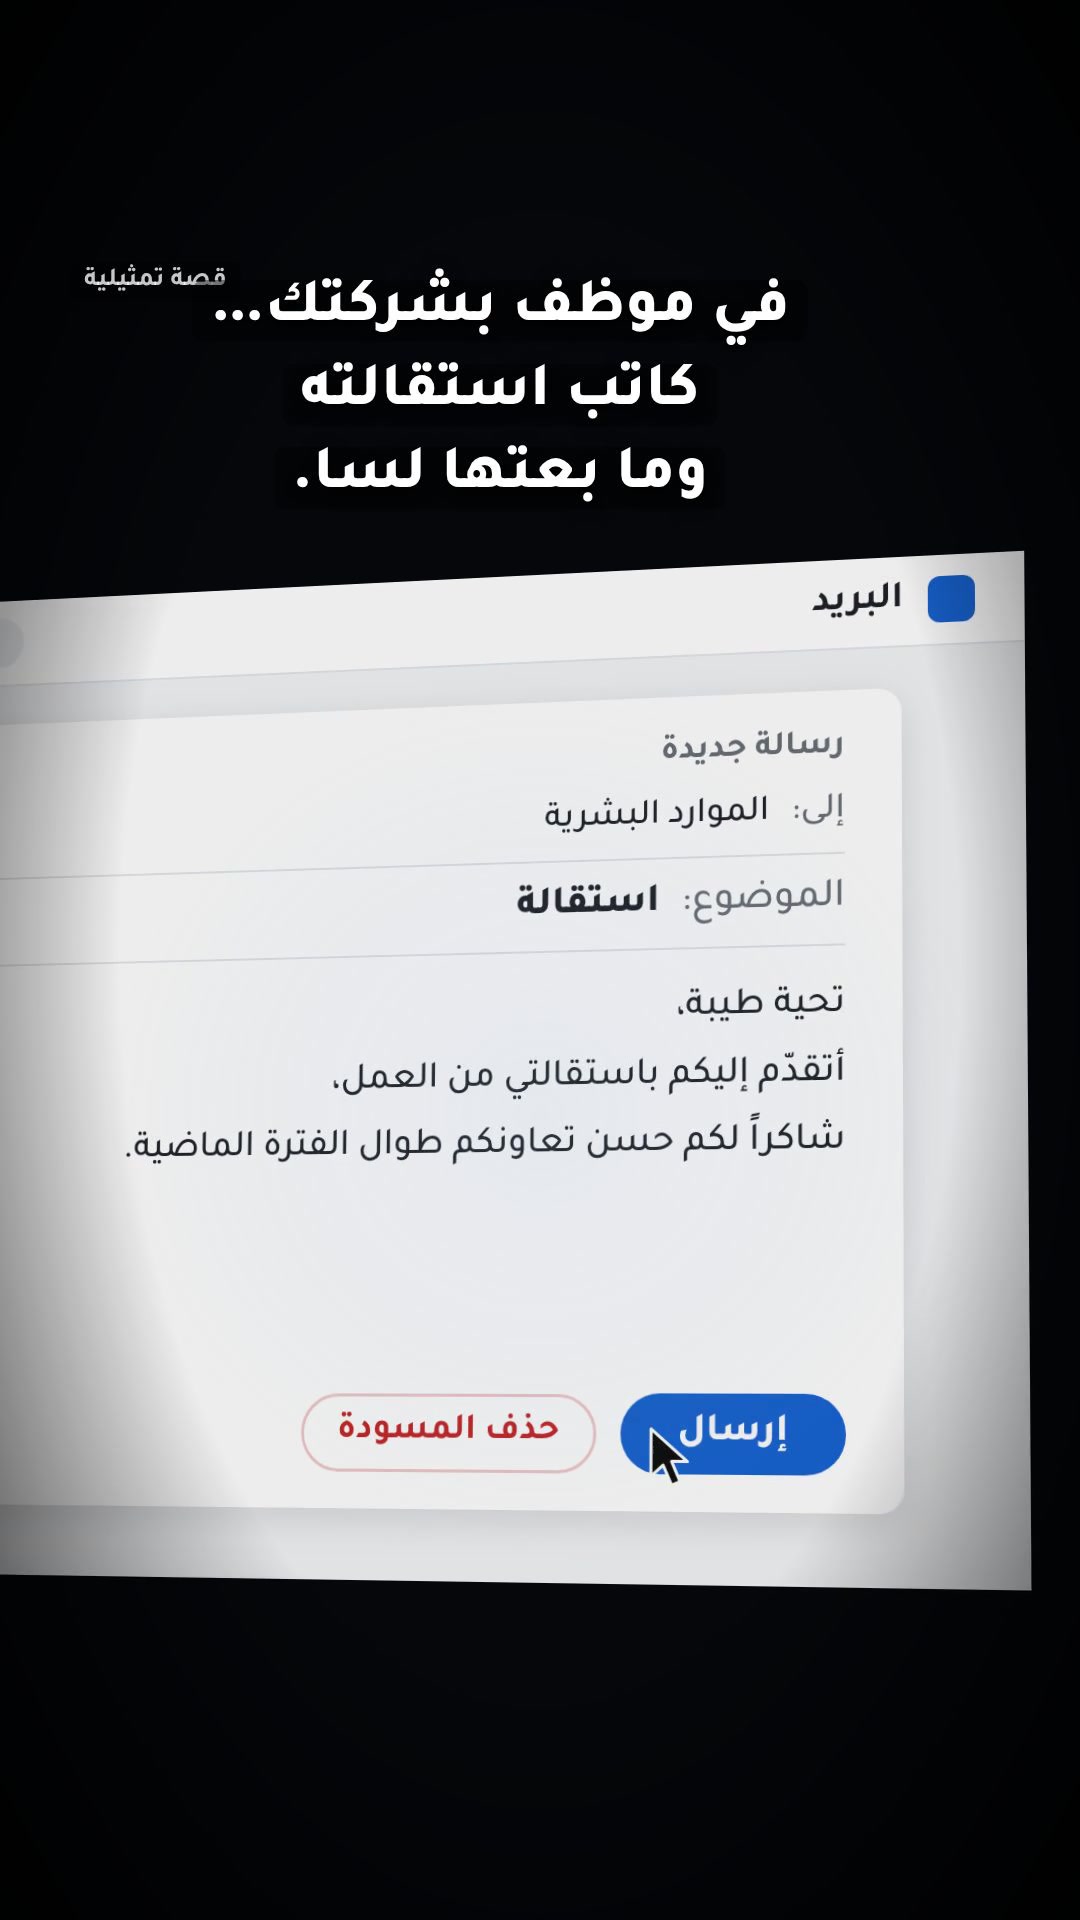 قصة تمثيلية
في موظف بشركتك...
كاتب استقالته
وما بعتها لسا.
البريد
رسالة جديدة
إلى: الموارد البشرية
الموضوع: استقالة
تحية طيبة،
أتقدّم إليكم باستقالتي من العمل،
شاكراً لكم حسن تعاونكم طوال الفترة الماضية.
إرسال
حذف المسودة